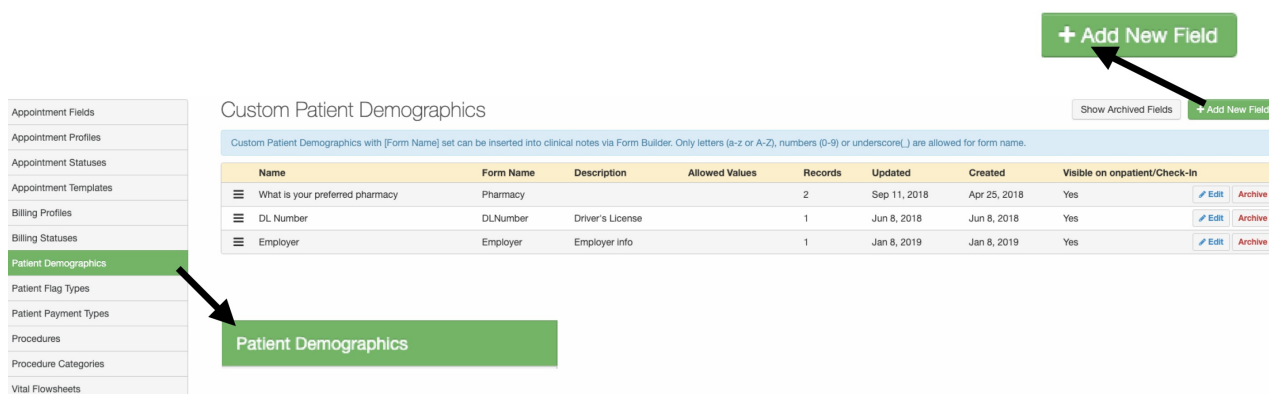 + Add New Field
Appointment Fields
Appointment Profiles
Appointment Statuses
Appointment Templates
Billing Profiles
Billing Statuses
Patient Demographics
Patient Flag Types
Patient Payment Types
Procedures
Procedure Categories
Vital Flowsheets
Custom Patient Demographics
Show Archived Fields + Add New Field
Custom Patient Demographics with [Form Name] set can be inserted into clinical notes via Form Builder. Only letters (a-z or A-Z), numbers (0-9) or underscore(_) are allowed for form name.
Name Form Name Description Allowed Values Records Updated Created Visible on onpatient/Check-In
What is your preferred pharmacy Pharmacy 2 Sep 11, 2018 Apr 25, 2018 Yes Edit Archive
DL Number DLNumber Driver's License 1 Jun 8, 2018 Jun 8, 2018 Yes Edit Archive
Employer Employer Employer info 1 Jan 8, 2019 Jan 8, 2019 Yes Edit Archive
Patient Demographics